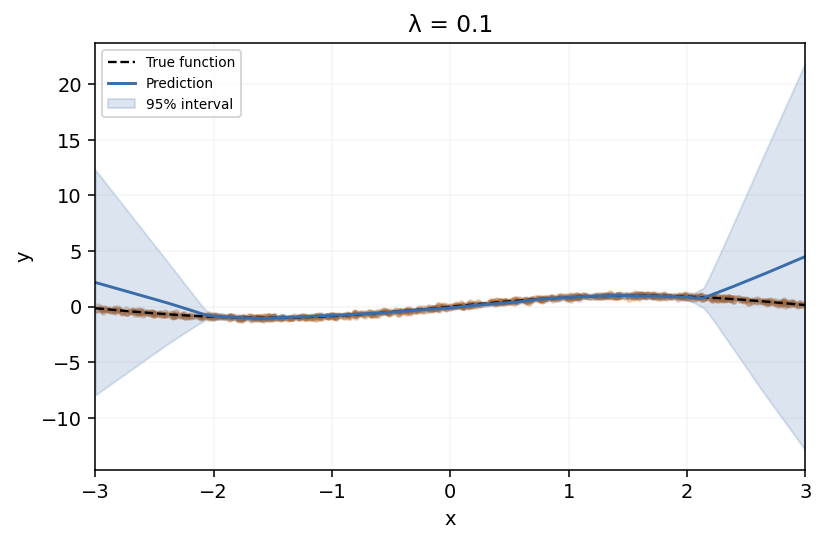 λ = 0.1
True function
Prediction
95% interval
20
15
10
5
0
−5
−10
y
−3
−2
−1
0
1
2
3
x